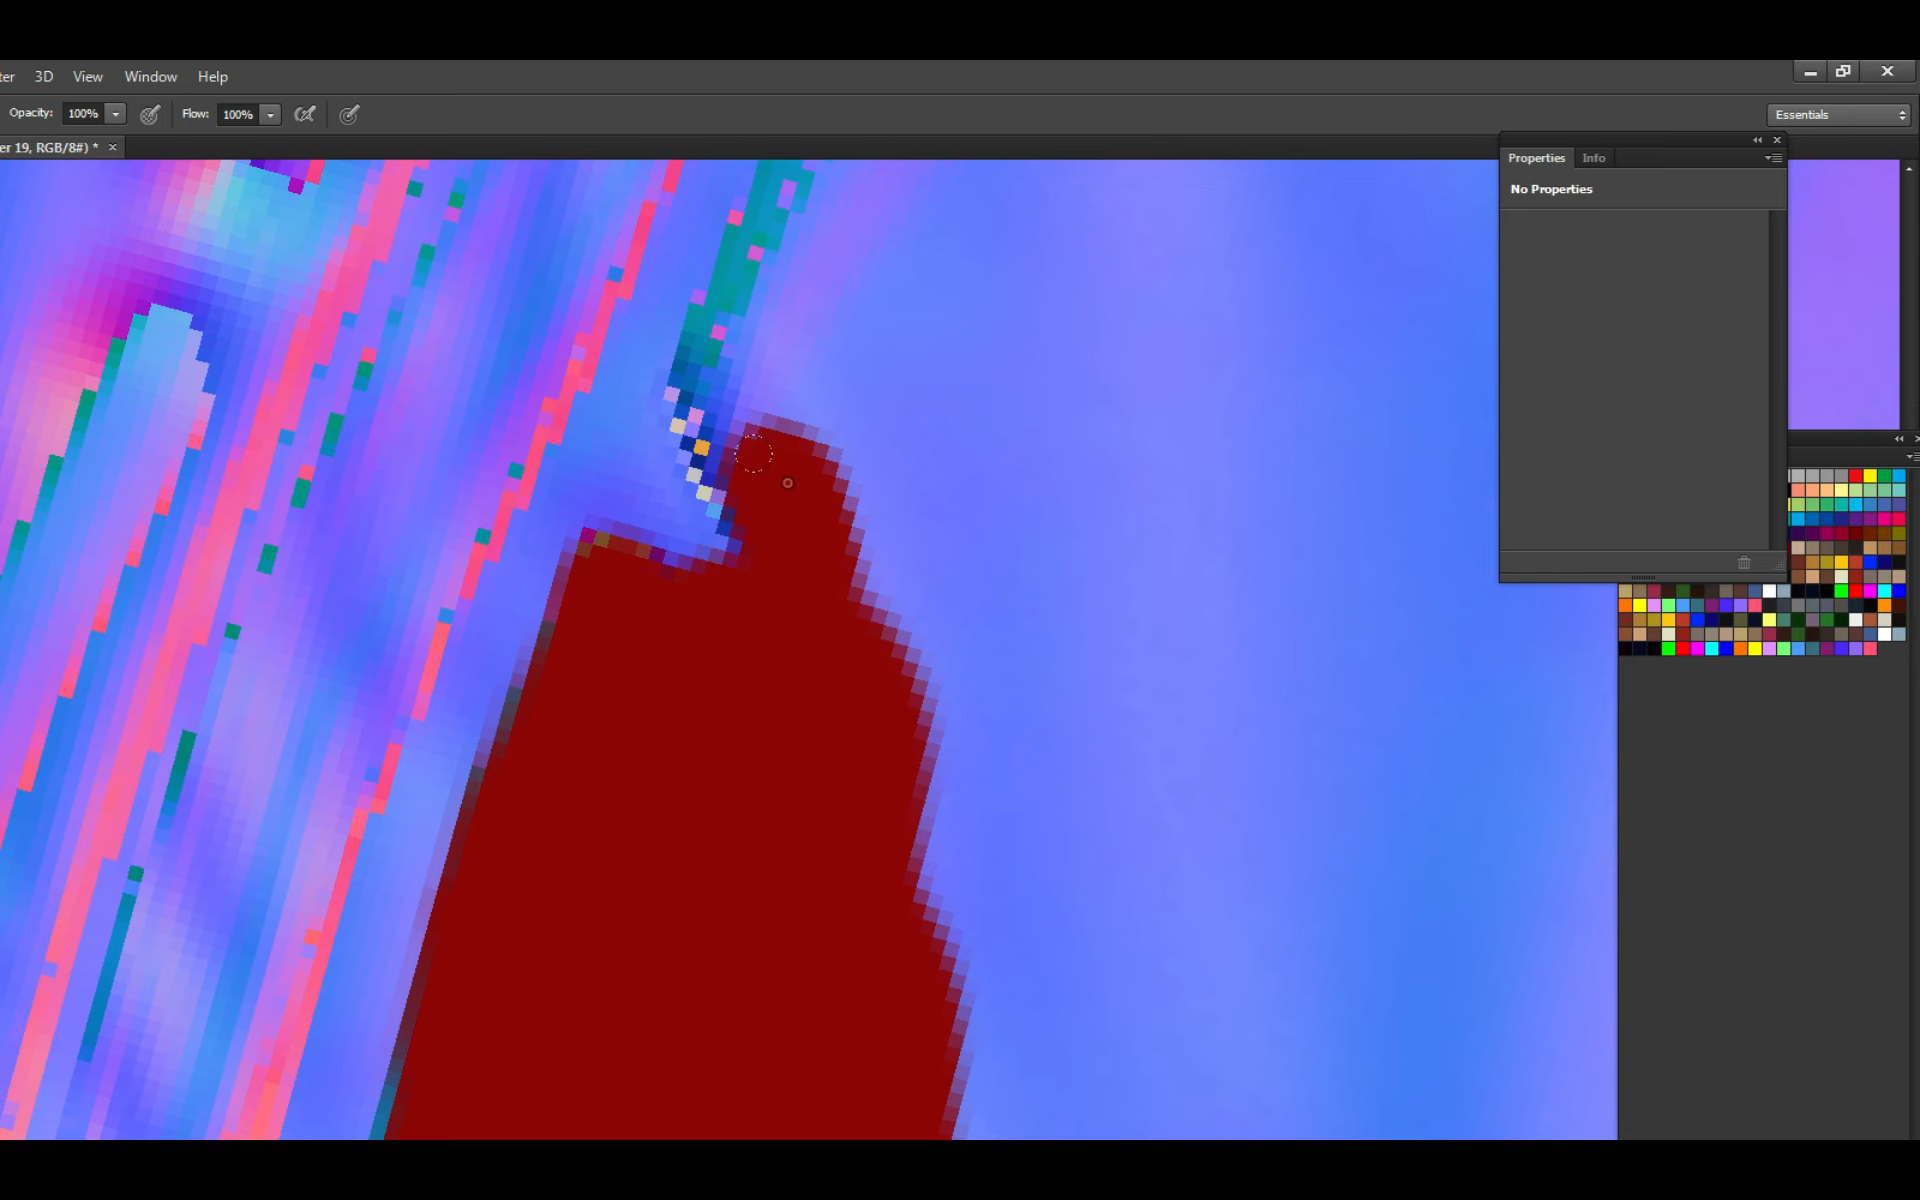 ter 3D View Window Help
Opacity: 100% Flow: 100% Essentials
er 19, RGB/8#) * ×
Properties Info
No Properties